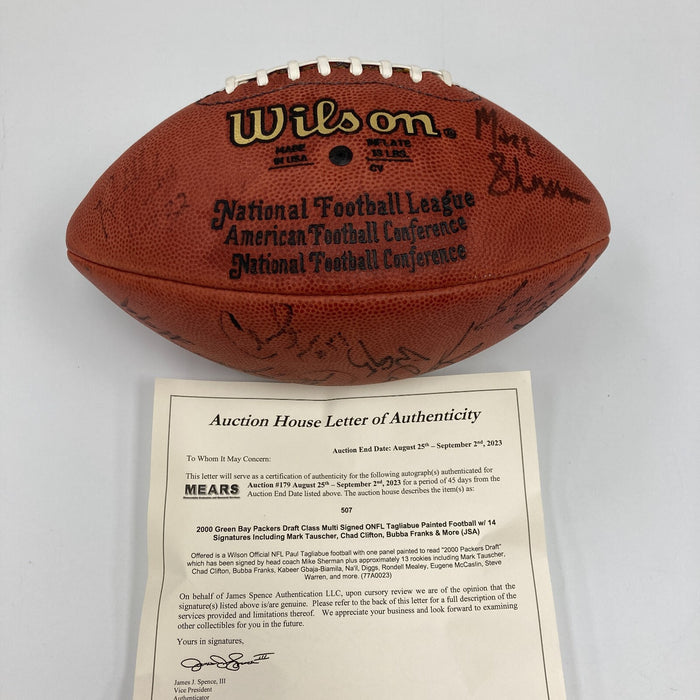 Wilson®
MADE
IN USA
INFLATE
13 LBS.
CV
National Football League
American Football Conference
National Football Conference
Mike
Sherman
Auction House Letter of Authenticity
Auction End Date: August 25th – September 2nd, 2023
To Whom It May Concern:
This letter will serve as a certification of authenticity for the following autograph(s) authenticated for
MEARS Auction #179 August 25th – September 2nd, 2023 for a period of 45 days from the
Auction End Date listed above. The auction house describes the item(s) as:
507
2000 Green Bay Packers Draft Class Multi Signed ONFL Tagliabue Painted Football w/ 14
Signatures Including Mark Tauscher, Chad Clifton, Bubba Franks & More (JSA)
Offered is a Wilson Official NFL Paul Tagliabue football with one panel painted to read "2000 Packers Draft"
which has been signed by head coach Mike Sherman plus approximately 13 rookies including Mark Tauscher,
Chad Clifton, Bubba Franks, Kabeer Gbaja-Biamila, Na'il, Diggs, Rondell Mealey, Eugene McCaslin, Steve
Warren, and more. (77A0023)
On behalf of James Spence Authentication LLC, upon cursory review we are of the opinion that the
signature(s) listed above is/are genuine. Please refer to the back of this letter for a full description of the
services provided and limitations thereof. We appreciate your business and look forward to examining
other collectibles for you in the future.
Yours in signatures,
James J. Spence, III
Vice President
Authenticator